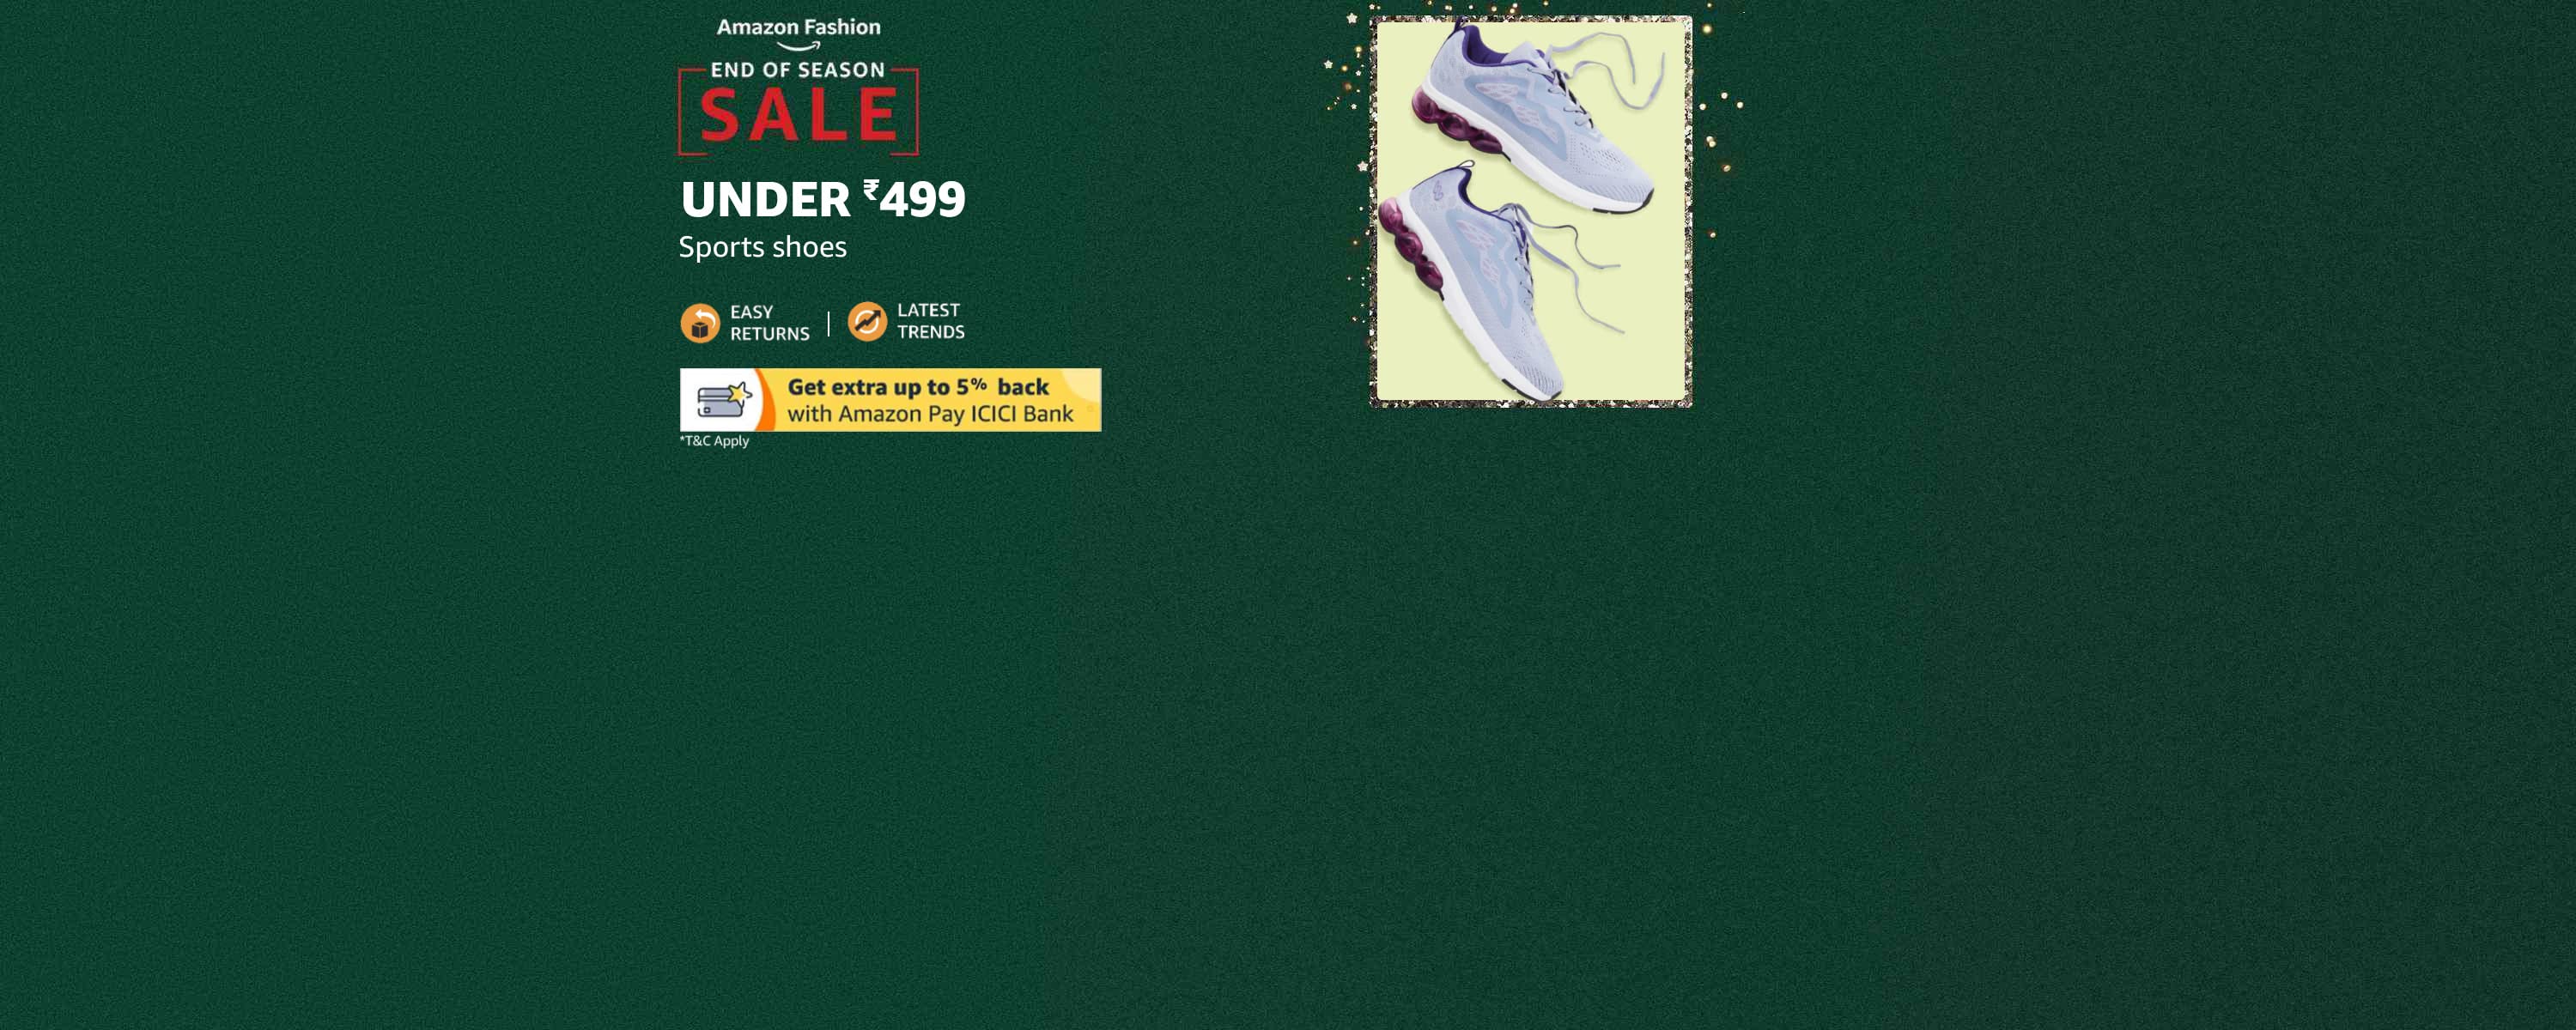 Amazon Fashion
END OF SEASON
SALE
UNDER ₹499
Sports shoes
EASY
RETURNS
LATEST
TRENDS
Get extra up to 5% back
with Amazon Pay ICICI Bank
*T&C Apply